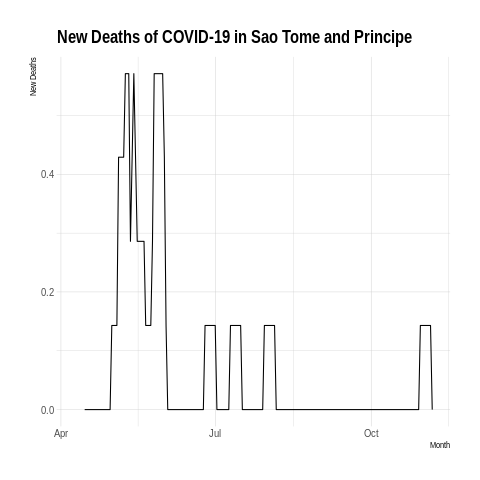 New Deaths of COVID-19 in Sao Tome and Principe
New Deaths
0.4
0.2
0.0
Apr
Jul
Oct
Month